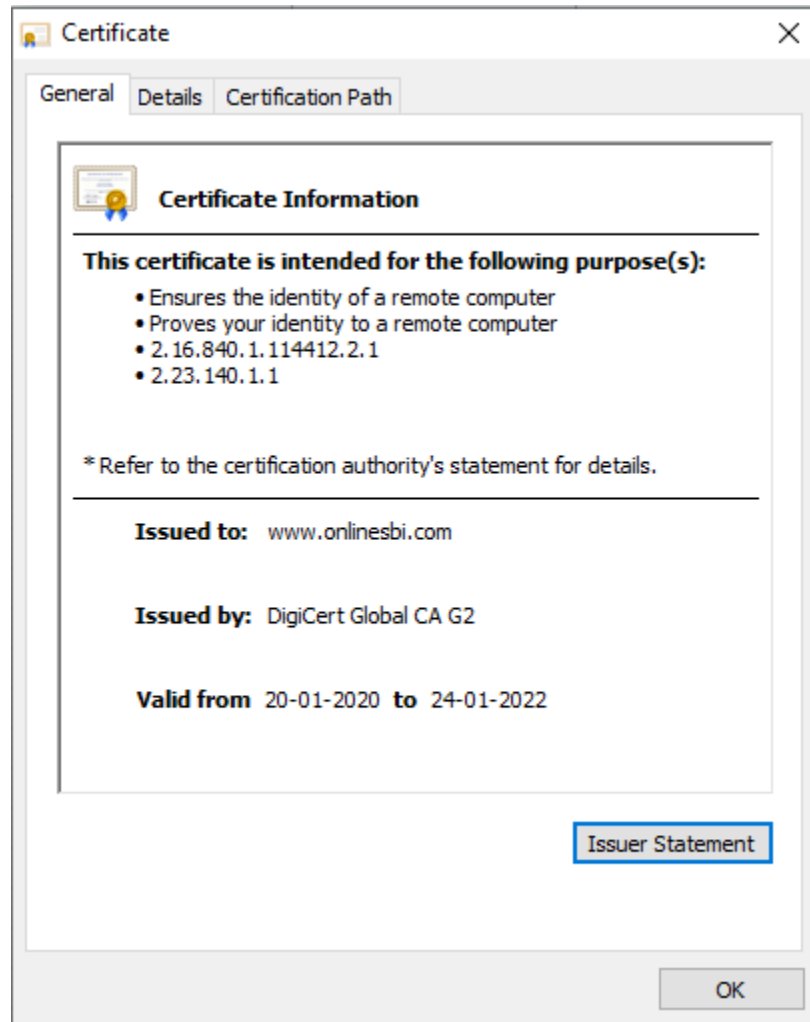 Certificate
General Details Certification Path
Certificate Information
This certificate is intended for the following purpose(s):
• Ensures the identity of a remote computer
• Proves your identity to a remote computer
• 2.16.840.1.114412.2.1
• 2.23.140.1.1
* Refer to the certification authority's statement for details.
Issued to: www.onlinesbi.com
Issued by: DigiCert Global CA G2
Valid from 20-01-2020 to 24-01-2022
Issuer Statement
OK